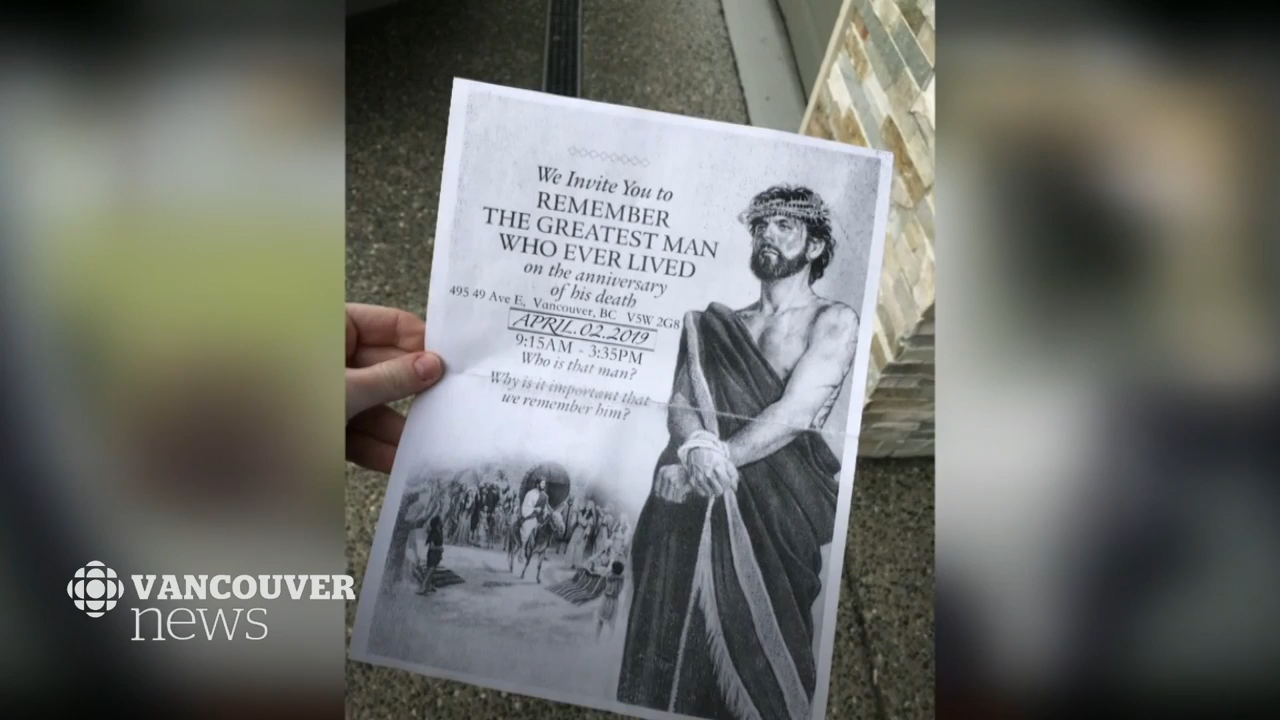 We Invite You to
REMEMBER
THE GREATEST MAN
WHO EVER LIVED
on the anniversary
of his death
495 49 Ave E, Vancouver, BC V5W 2G8
APRIL.02.2019
9:15AM - 3:35PM
Who is that man?
Why is it important that
we remember him?
VANCOUVER
news